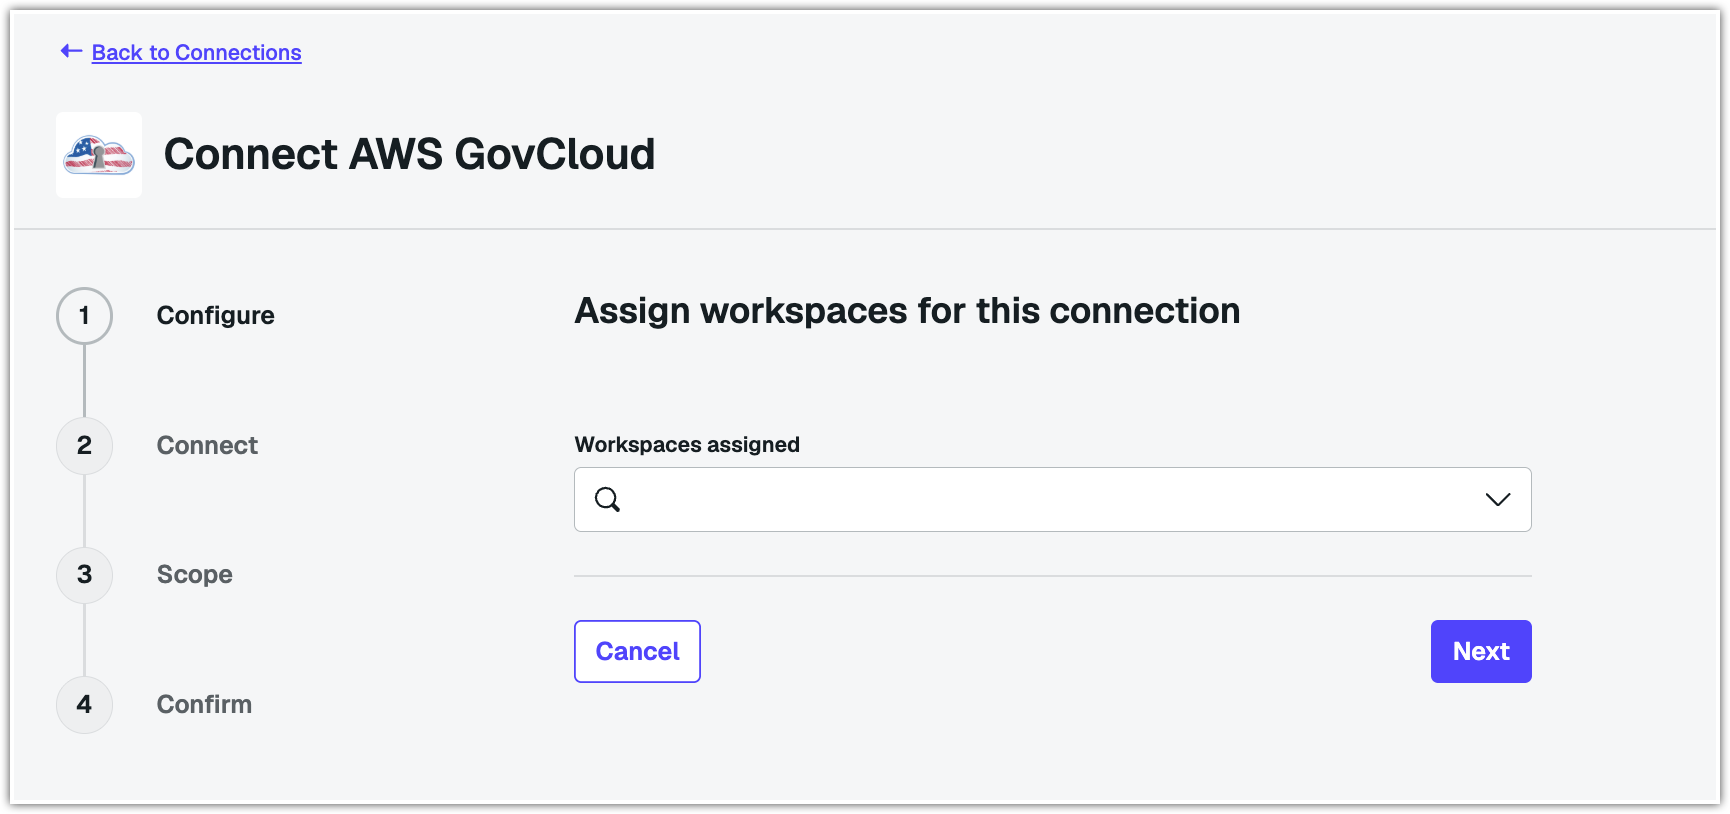 Back to Connections
Connect AWS GovCloud
1 Configure
2 Connect
3 Scope
4 Confirm
Assign workspaces for this connection
Workspaces assigned
Cancel
Next